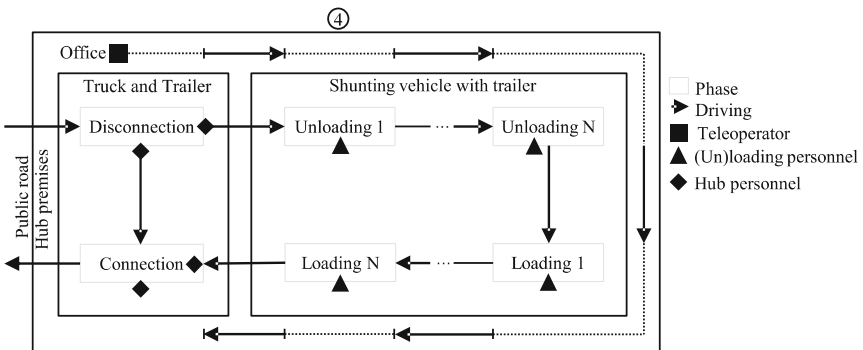 ④
Office
Truck and Trailer
Shunting vehicle with trailer
Disconnection
Unloading 1
...
Unloading N
Public road
Hub premises
Connection
Loading N
...
Loading 1
Phase
Driving
Teleoperator
(Un)loading personnel
Hub personnel